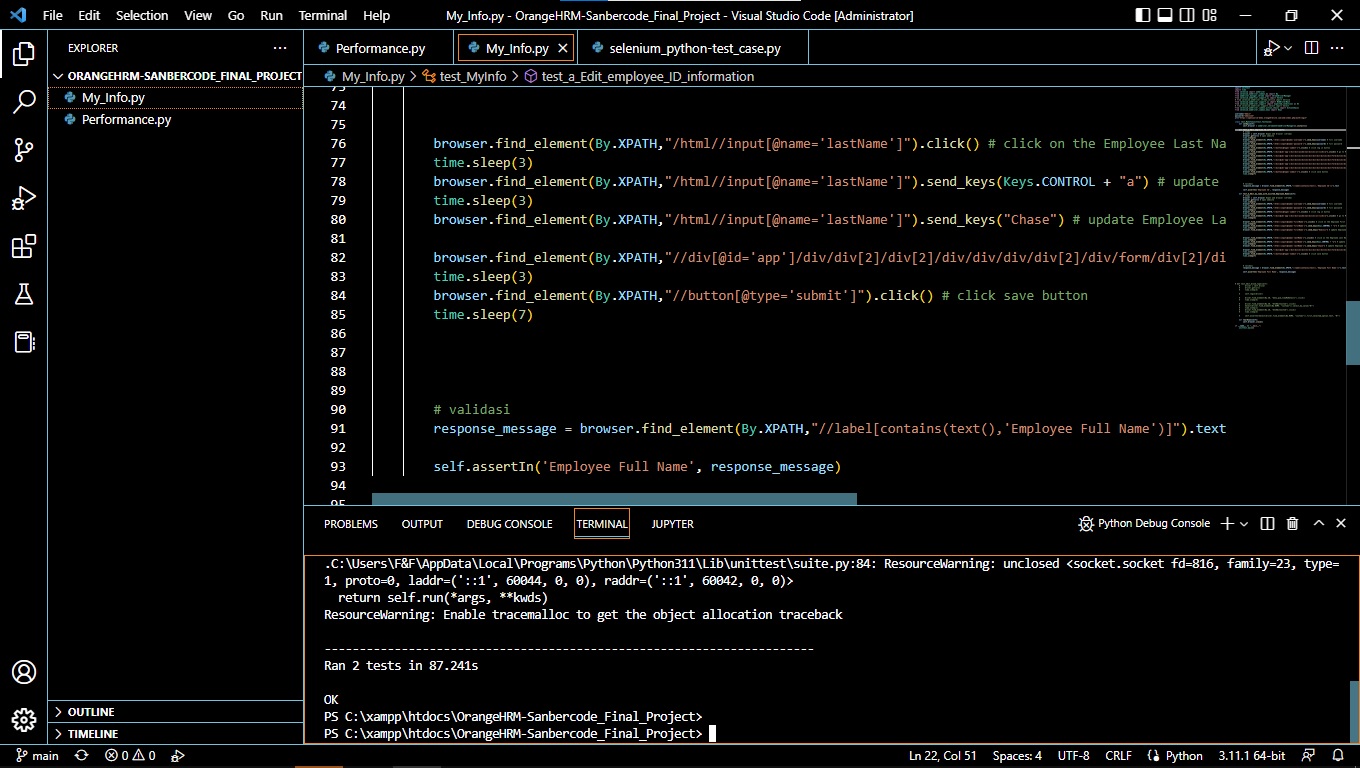 File Edit Selection View Go Run Terminal Help My_Info.py - OrangeHRM-Sanbercode_Final_Project - Visual Studio Code [Administrator]
EXPLORER
ORANGEHRM-SANBERCODE_FINAL_PROJECT
My_Info.py
Performance.py
OUTLINE
TIMELINE
Performance.py My_Info.py selenium_python-test_case.py
My_Info.py > test_MyInfo > test_a_Edit_employee_ID_information
73
74
75
76 browser.find_element(By.XPATH,"/html//input[@name='lastName']").click() # click on the Employee Last Na
77 time.sleep(3)
78 browser.find_element(By.XPATH,"/html//input[@name='lastName']").send_keys(Keys.CONTROL + "a") # update
79 time.sleep(3)
80 browser.find_element(By.XPATH,"/html//input[@name='lastName']").send_keys("Chase") # update Employee La
81
82 browser.find_element(By.XPATH,"//div[@id='app']/div/div[2]/div[2]/div/div/div/div[2]/div/form/div[2]/di
83 time.sleep(3)
84 browser.find_element(By.XPATH,"//button[@type='submit']").click() # click save button
85 time.sleep(7)
86
87
88
89
90 # validasi
91 response_message = browser.find_element(By.XPATH,"//label[contains(text(),'Employee Full Name')]").text
92
93 self.assertIn('Employee Full Name', response_message)
94
95
PROBLEMS OUTPUT DEBUG CONSOLE TERMINAL JUPYTER Python Debug Console
.C:\Users\F&F\AppData\Local\Programs\Python\Python311\Lib\unittest\suite.py:84: ResourceWarning: unclosed <socket.socket fd=816, family=23, type=
1, proto=0, laddr=('::1', 60044, 0, 0), raddr=('::1', 60042, 0, 0)>
return self.run(*args, **kwds)
ResourceWarning: Enable tracemalloc to get the object allocation traceback
----------------------------------------------------------------------
Ran 2 tests in 87.241s
OK
PS C:\xampp\htdocs\OrangeHRM-Sanbercode_Final_Project>
PS C:\xampp\htdocs\OrangeHRM-Sanbercode_Final_Project>
main 0 0 Ln 22, Col 51 Spaces: 4 UTF-8 CRLF Python 3.11.1 64-bit